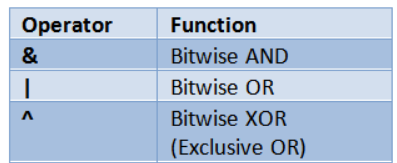 Operator Function
& Bitwise AND
| Bitwise OR
^ Bitwise XOR
(Exclusive OR)